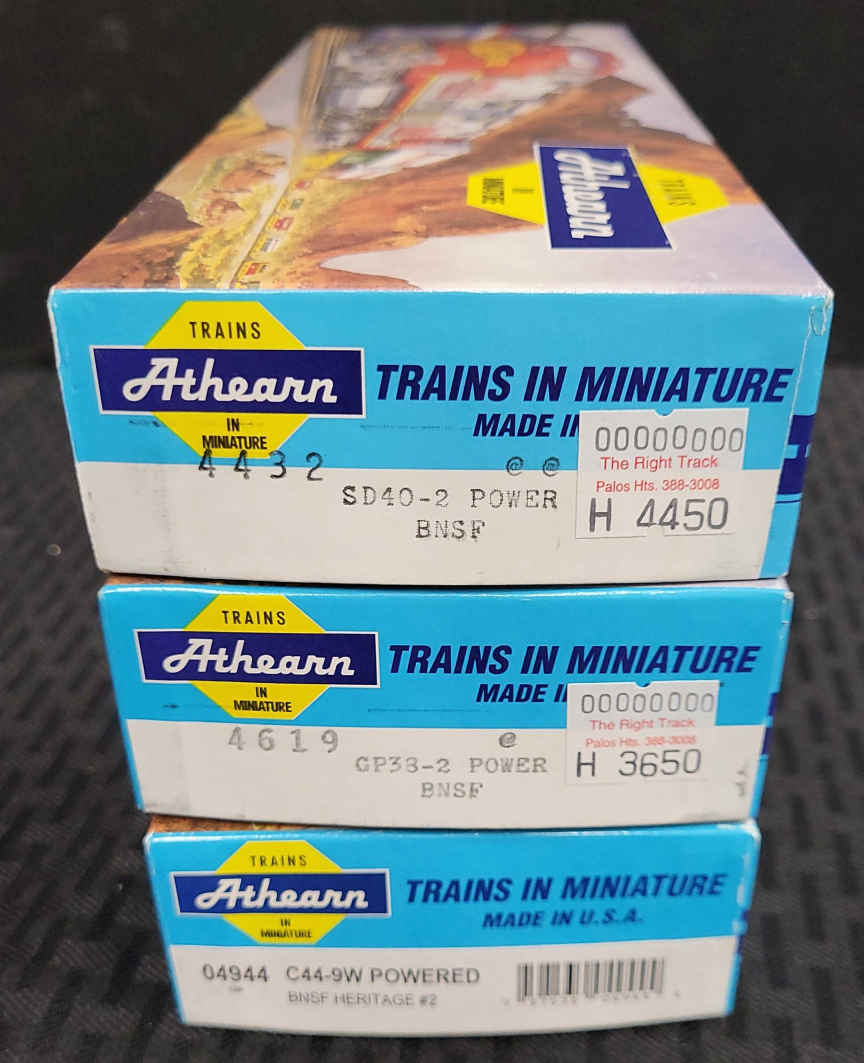 TRAINS
Athearn
IN
MINIATURE
TRAINS
Athearn
IN
MINIATURE
TRAINS IN MINIATURE
MADE IN
00000000
The Right Track
Palos Hts. 388-3008
H 4450
4432 @ @
SD40-2 POWER
BNSF
TRAINS
Athearn
IN
MINIATURE
TRAINS IN MINIATURE
MADE IN
00000000
The Right Track
Palos Hts. 388-3008
H 3650
4619 @
GP38-2 POWER
BNSF
TRAINS
Athearn
IN
MINIATURE
TRAINS IN MINIATURE
MADE IN U.S.A.
04944 C44-9W POWERED
BNSF HERITAGE #2